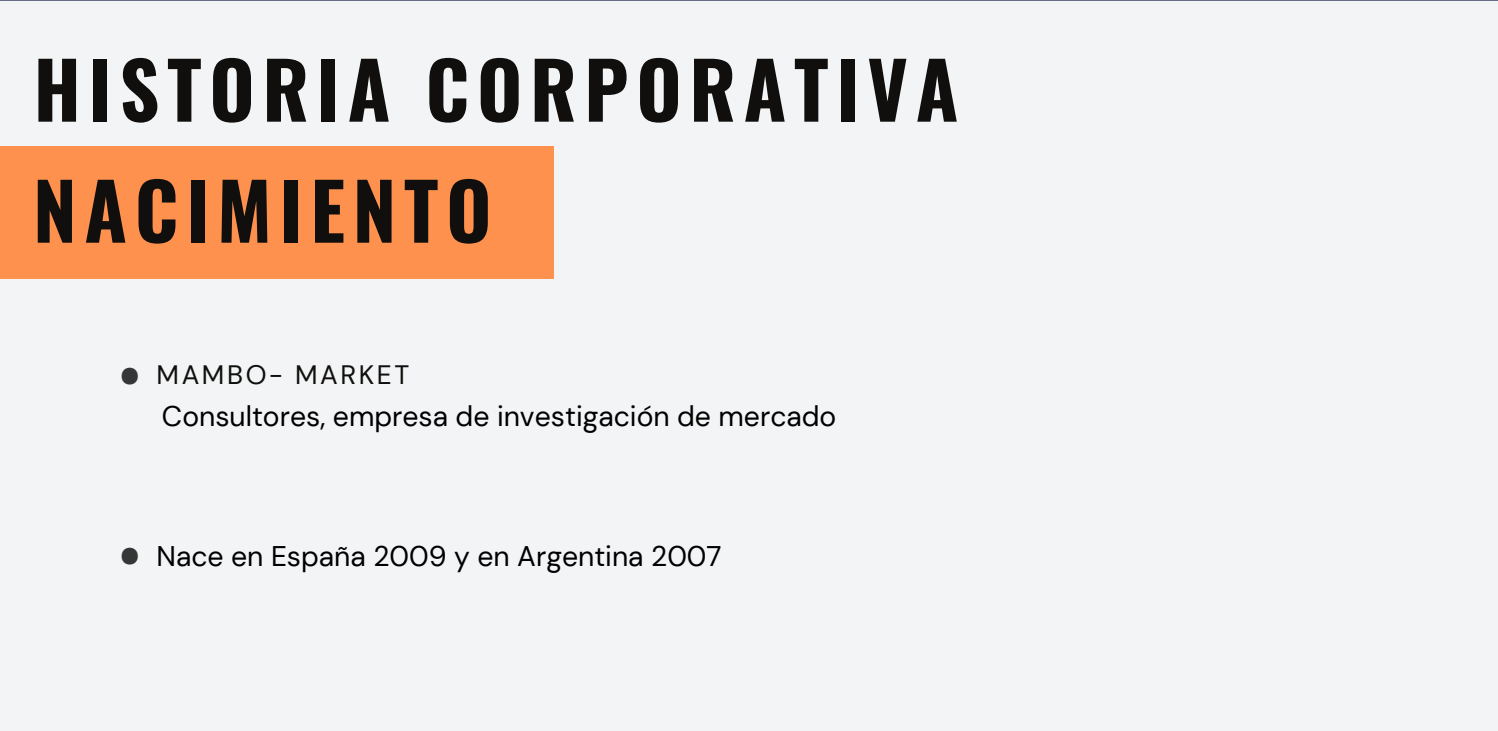 HISTORIA CORPORATIVA
NACIMIENTO
MAMBO- MARKET
Consultores, empresa de investigación de mercado
Nace en España 2009 y en Argentina 2007